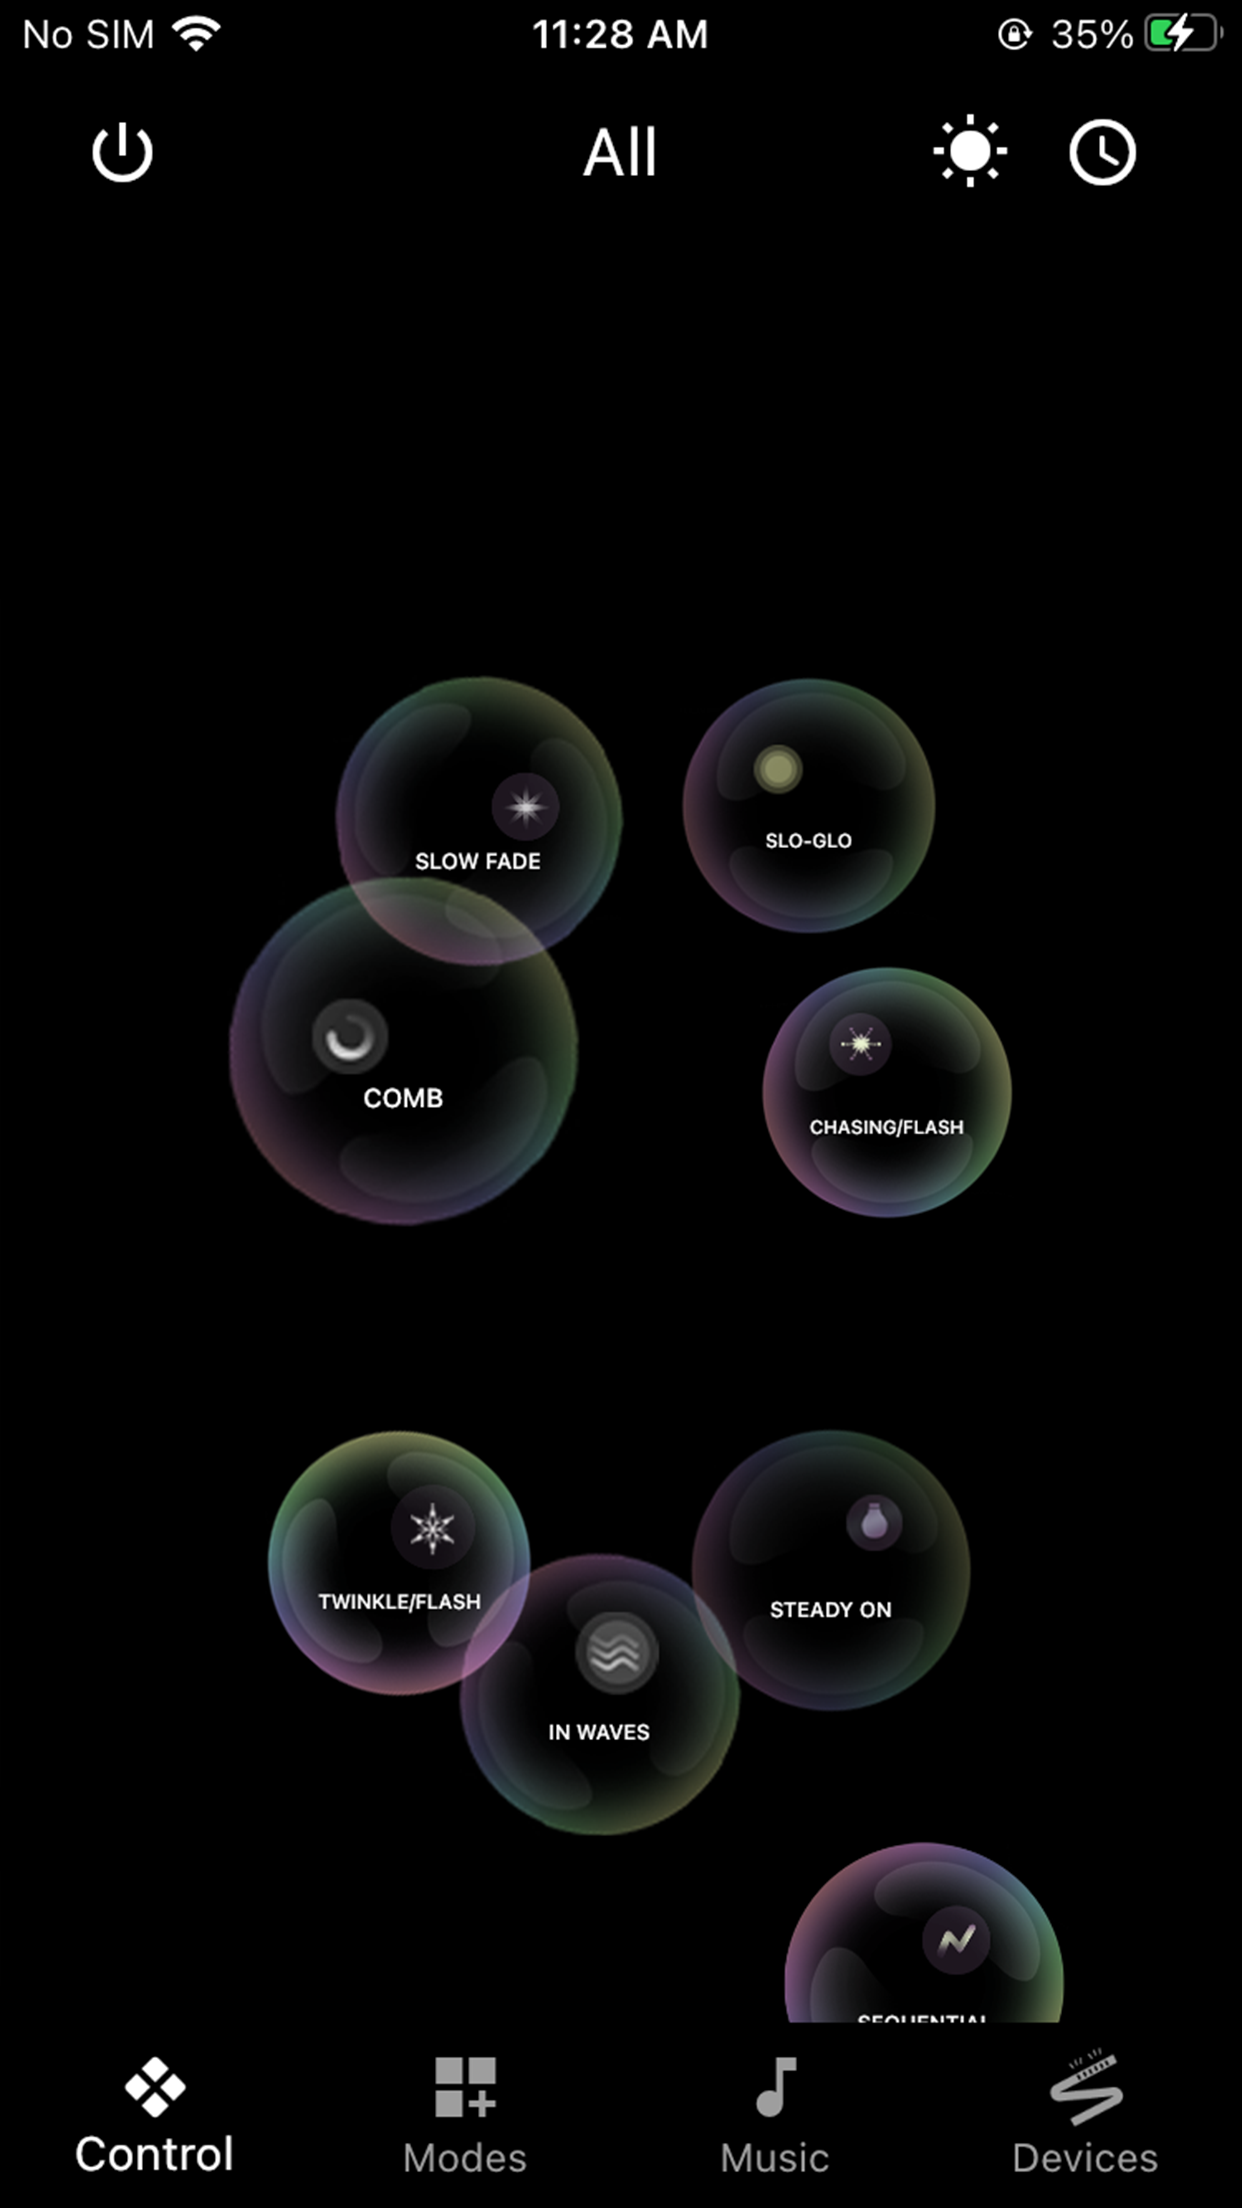 No SIM 11:28 AM 35%
All
SLO-GLO
SLOW FADE
COMB
CHASING/FLASH
TWINKLE/FLASH
STEADY ON
IN WAVES
SEQUENTIAL
Control Modes Music Devices